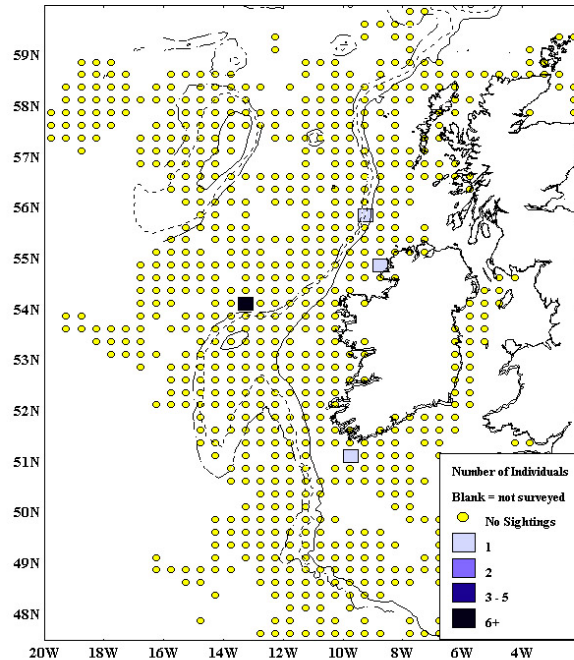 59N
58N
57N
56N
55N
54N
53N
52N
51N
50N
49N
48N
Number of Individuals
Blank = not surveyed
No Sightings
1
2
3 - 5
6+
20W
18W
16W
14W
12W
10W
8W
6W
4W